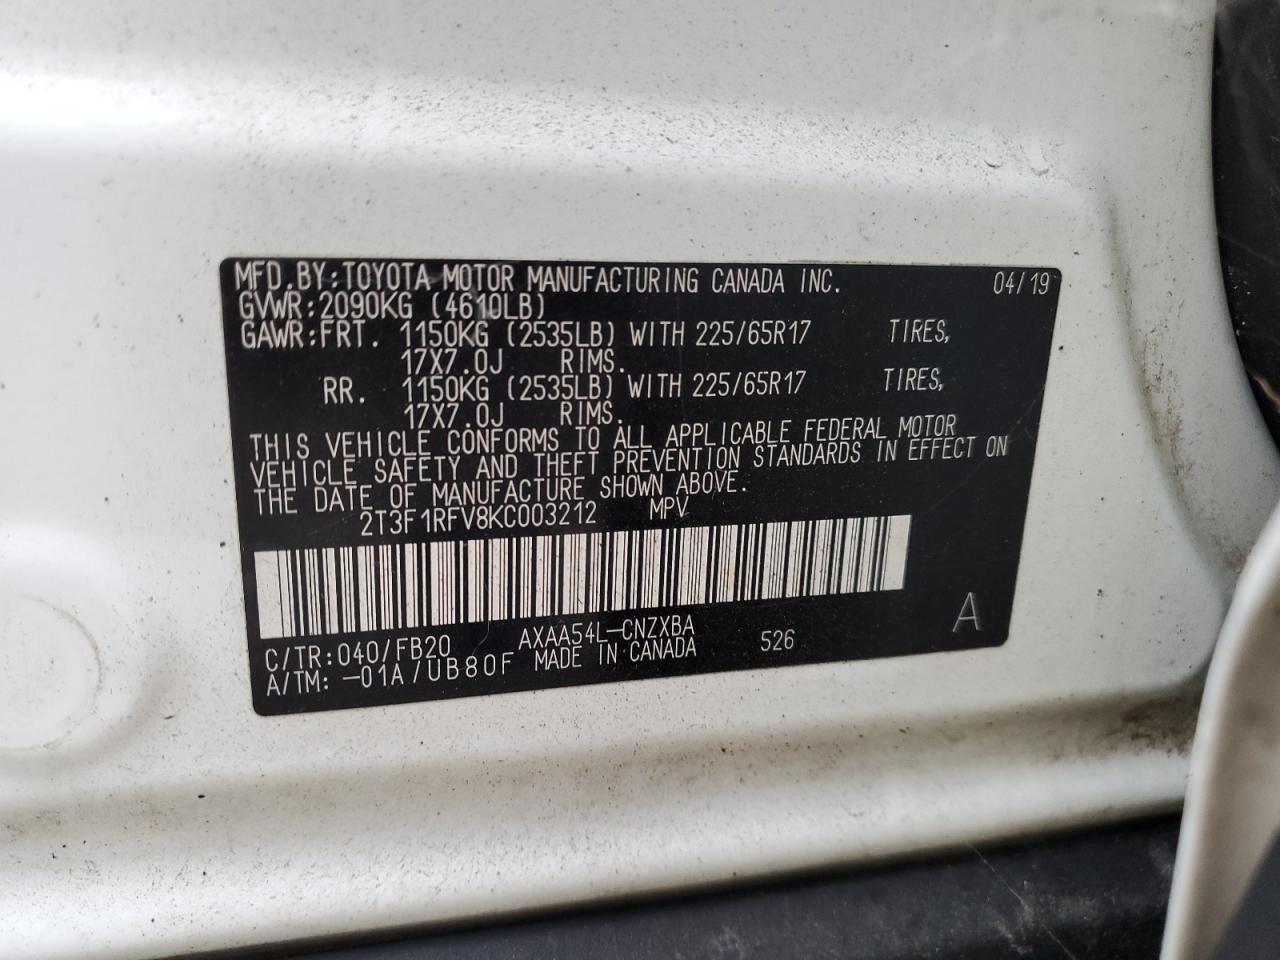 MFD.BY:TOYOTA MOTOR MANUFACTURING CANADA INC. 04/19
GVWR:2090KG (4610LB)
GAWR:FRT. 1150KG (2535LB) WITH 225/65R17 TIRES,
17X7.0J RIMS.
RR. 1150KG (2535LB) WITH 225/65R17 TIRES,
17X7.0J RIMS.
THIS VEHICLE CONFORMS TO ALL APPLICABLE FEDERAL MOTOR
VEHICLE SAFETY AND THEFT PREVENTION STANDARDS IN EFFECT ON
THE DATE OF MANUFACTURE SHOWN ABOVE.
2T3F1RFV8KC003212 MPV
C/TR:040/FB20 AXAA54L-CNZXBA 526 A
A/TM: -01A/UB80F MADE IN CANADA